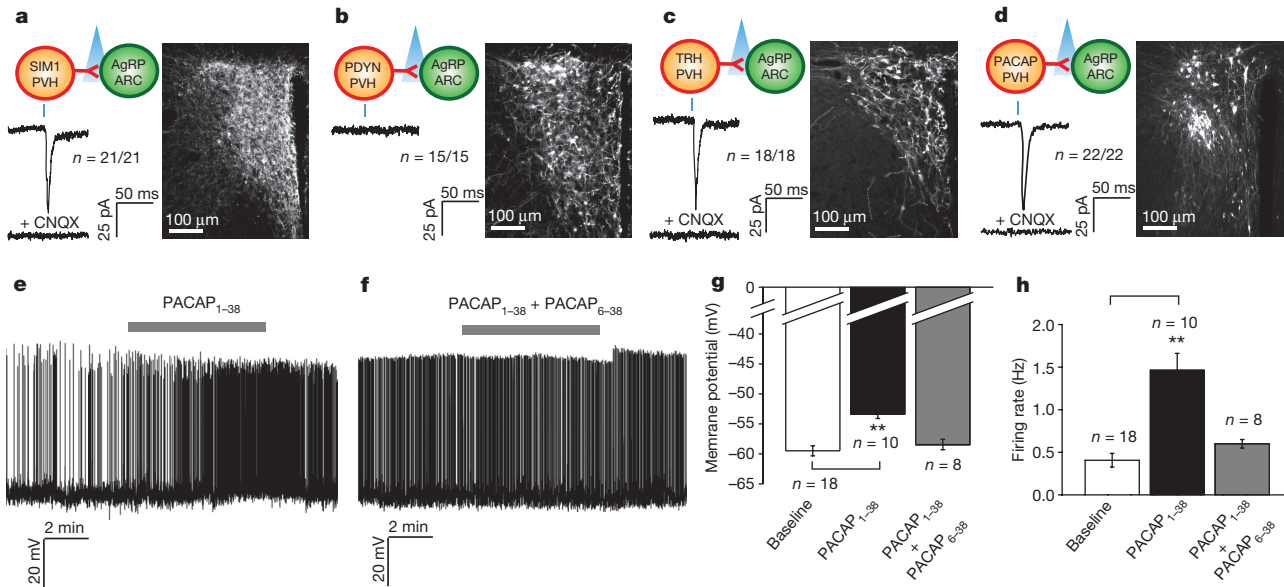 a
SIM1
PVH
AgRP
ARC
n = 21/21
50 ms
25 pA
+ CNQX
100 μm
b
PDYN
PVH
AgRP
ARC
n = 15/15
50 ms
25 pA
100 μm
c
TRH
PVH
AgRP
ARC
n = 18/18
50 ms
25 pA
+ CNQX
100 μm
d
PACAP
PVH
AgRP
ARC
n = 22/22
50 ms
25 pA
+ CNQX
100 μm
e
PACAP1–38
2 min
20 mV
f
PACAP1–38 + PACAP6–38
2 min
20 mV
g
Memrane potential (mV)
0
–40
–45
–50
–55
–60
–65
**
n = 10
n = 18
n = 8
Baseline
PACAP1–38
PACAP1–38
+
PACAP6–38
h
Firing rate (Hz)
2.0
1.5
1.0
0.5
0.0
n = 10
**
n = 18
n = 8
Baseline
PACAP1–38
PACAP1–38
+
PACAP6–38